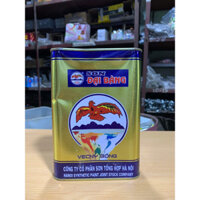 SƠN
ĐẠI BÀNG
VECNI BÓNG
CÔNG TY CỔ PHẦN SƠN TỔNG HỢP HÀ NỘI
HANOI SYNTHETIC PAINT JOINT STOCK COMPANY